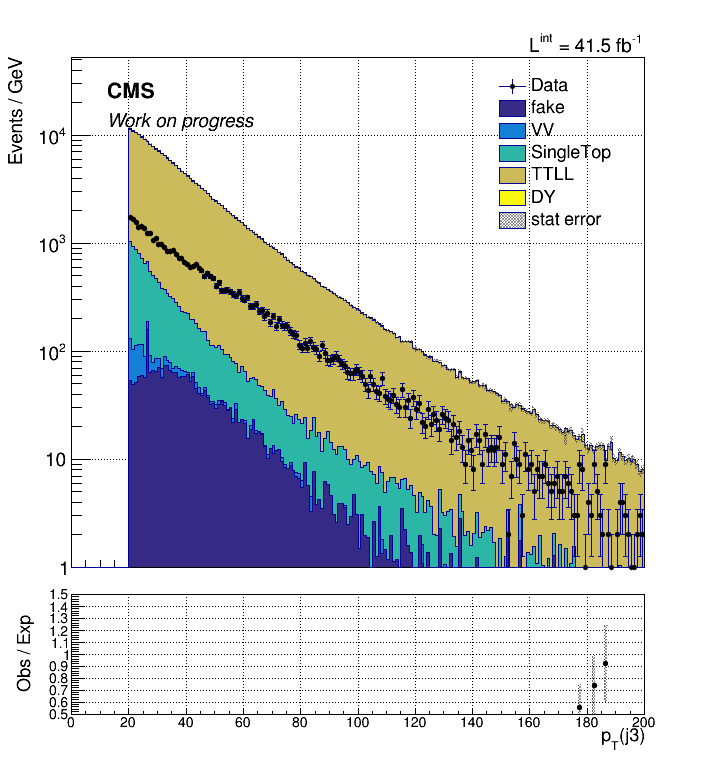 L^int = 41.5 fb^-1
Events / GeV
CMS
Work on progress
Data
fake
VV
SingleTop
TTLL
DY
stat error
10^4
10^3
10^2
10
1
Obs / Exp
1.5
1.4
1.3
1.2
1.1
1
0.9
0.8
0.7
0.6
0.5
0 20 40 60 80 100 120 140 160 180 200
p_T(j3)